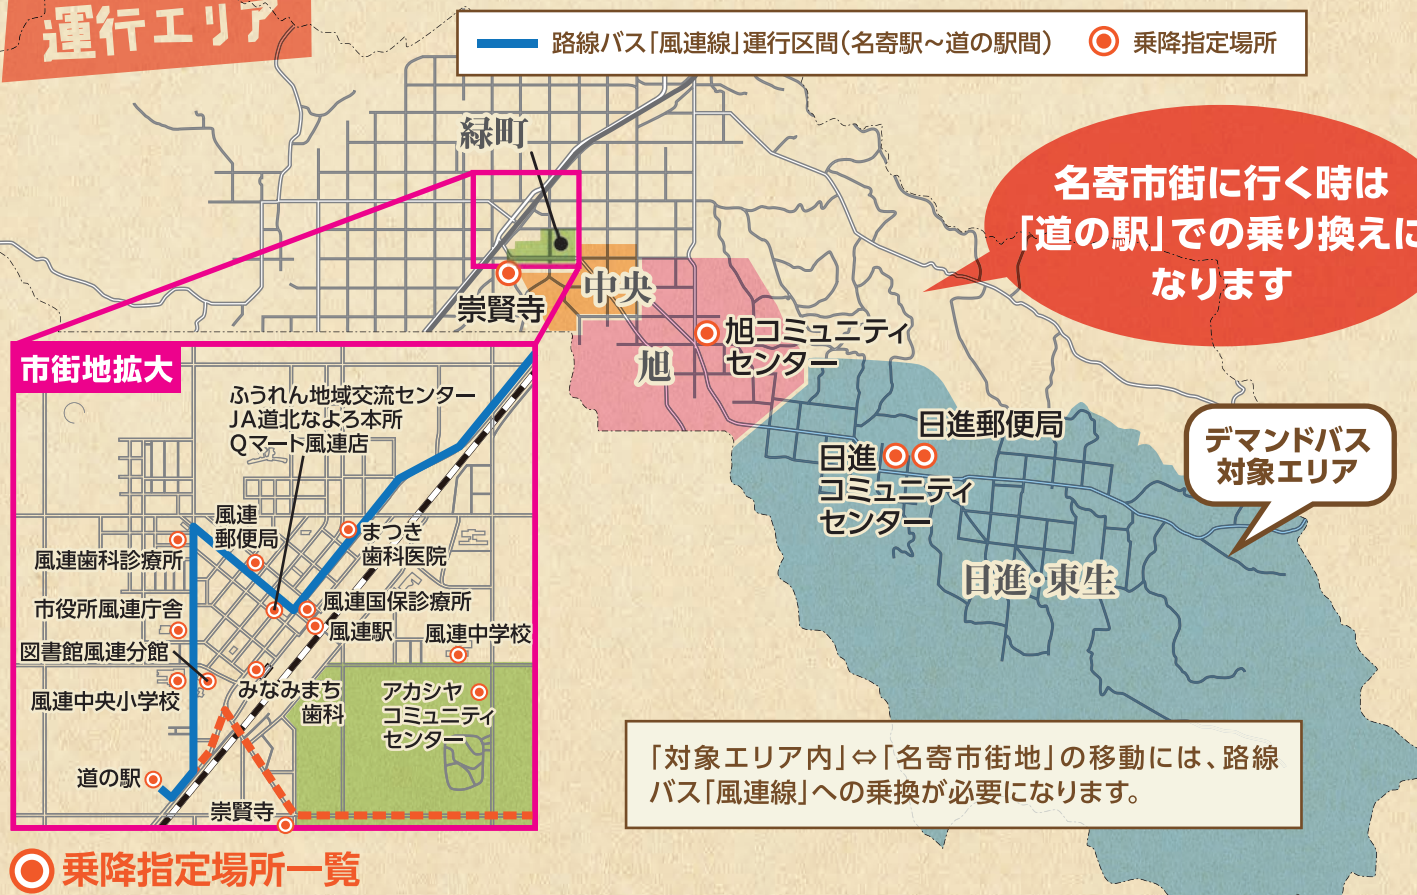 運行エリア
路線バス「風連線」運行区間（名寄駅～道の駅間）
乗降指定場所
緑町
名寄市街に行く時は
「道の駅」での乗り換えに
なります
中央
崇賢寺
旭コミュニティ
センター
旭
市街地拡大
ふうれん地域交流センター
JA道北なよろ本所
Qマート風連店
日進郵便局
日進
コミュニティ
センター
デマンドバス
対象エリア
風連
郵便局
まつき
歯科医院
風連歯科診療所
日進・東生
市役所風連庁舎
風連国保診療所
風連駅
風連中学校
図書館風連分館
風連中央小学校
みなみまち
歯科
アカシヤ
コミュニティ
センター
道の駅
崇賢寺
「対象エリア内」⇔「名寄市街地」の移動には、路線
バス「風連線」への乗換が必要になります。
乗降指定場所一覧